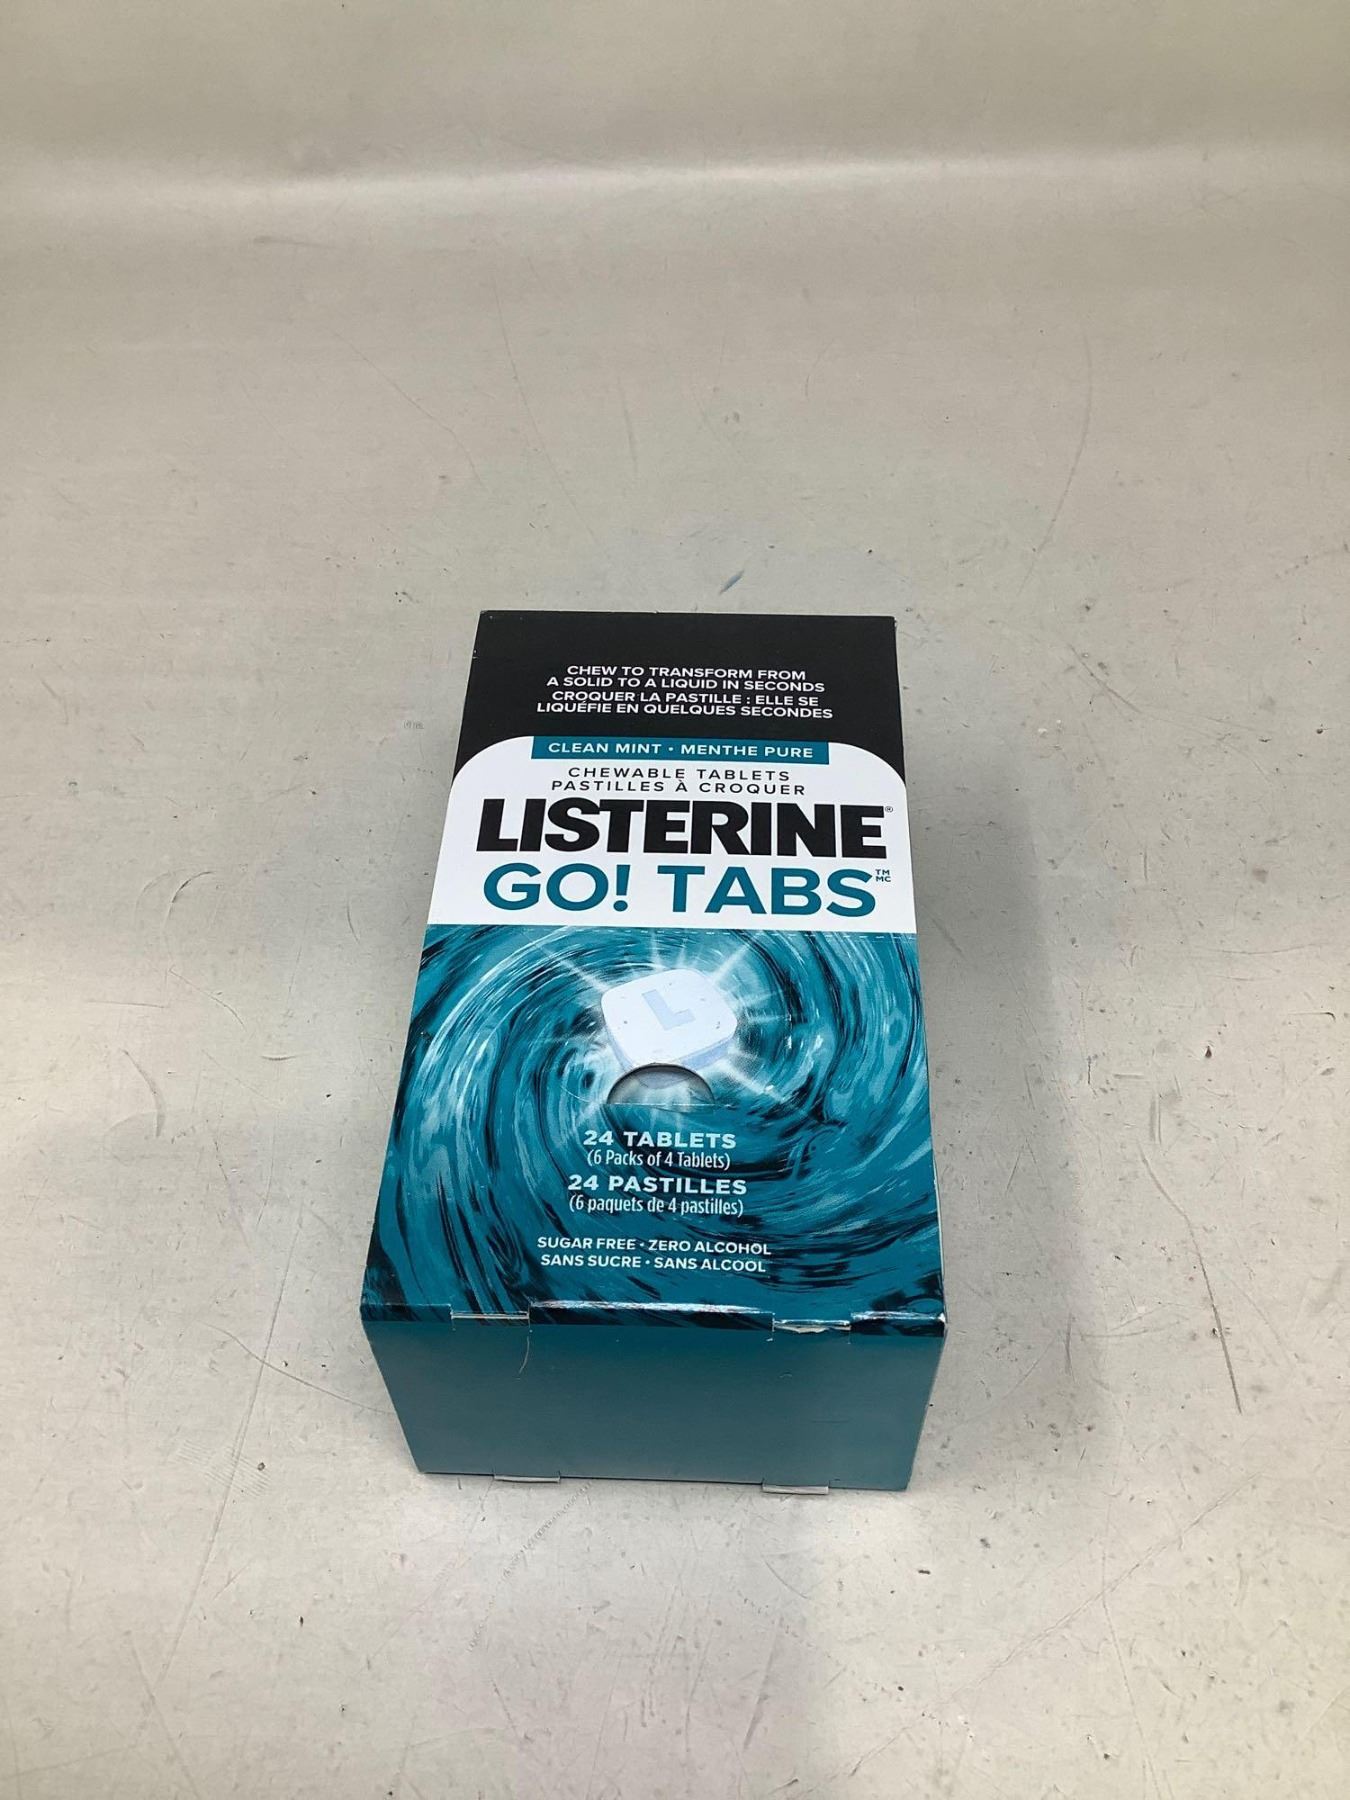 CHEW TO TRANSFORM FROM
A SOLID TO A LIQUID IN SECONDS
CROQUER LA PASTILLE : ELLE SE
LIQUÉFIE EN QUELQUES SECONDES
CLEAN MINT • MENTHE PURE
CHEWABLE TABLETS
PASTILLES À CROQUER
LISTERINE®
GO! TABS™ MC
L
24 TABLETS
(6 Packs of 4 Tablets)
24 PASTILLES
(6 paquets de 4 pastilles)
SUGAR FREE • ZERO ALCOHOL
SANS SUCRE • SANS ALCOOL